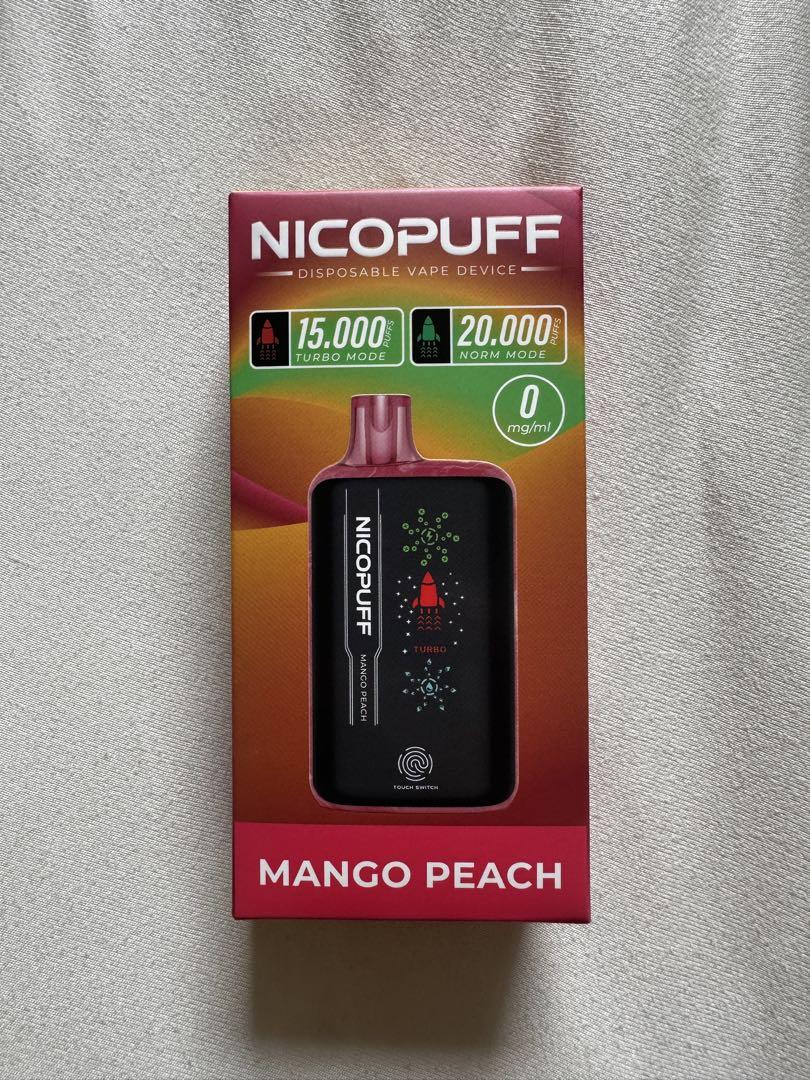 NICOPUFF
DISPOSABLE VAPE DEVICE
15.000 PUFFS
TURBO MODE
20.000 PUFFS
NORM MODE
0
mg/ml
NICOPUFF MANGO PEACH
TURBO
TOUCH SWITCH
MANGO PEACH